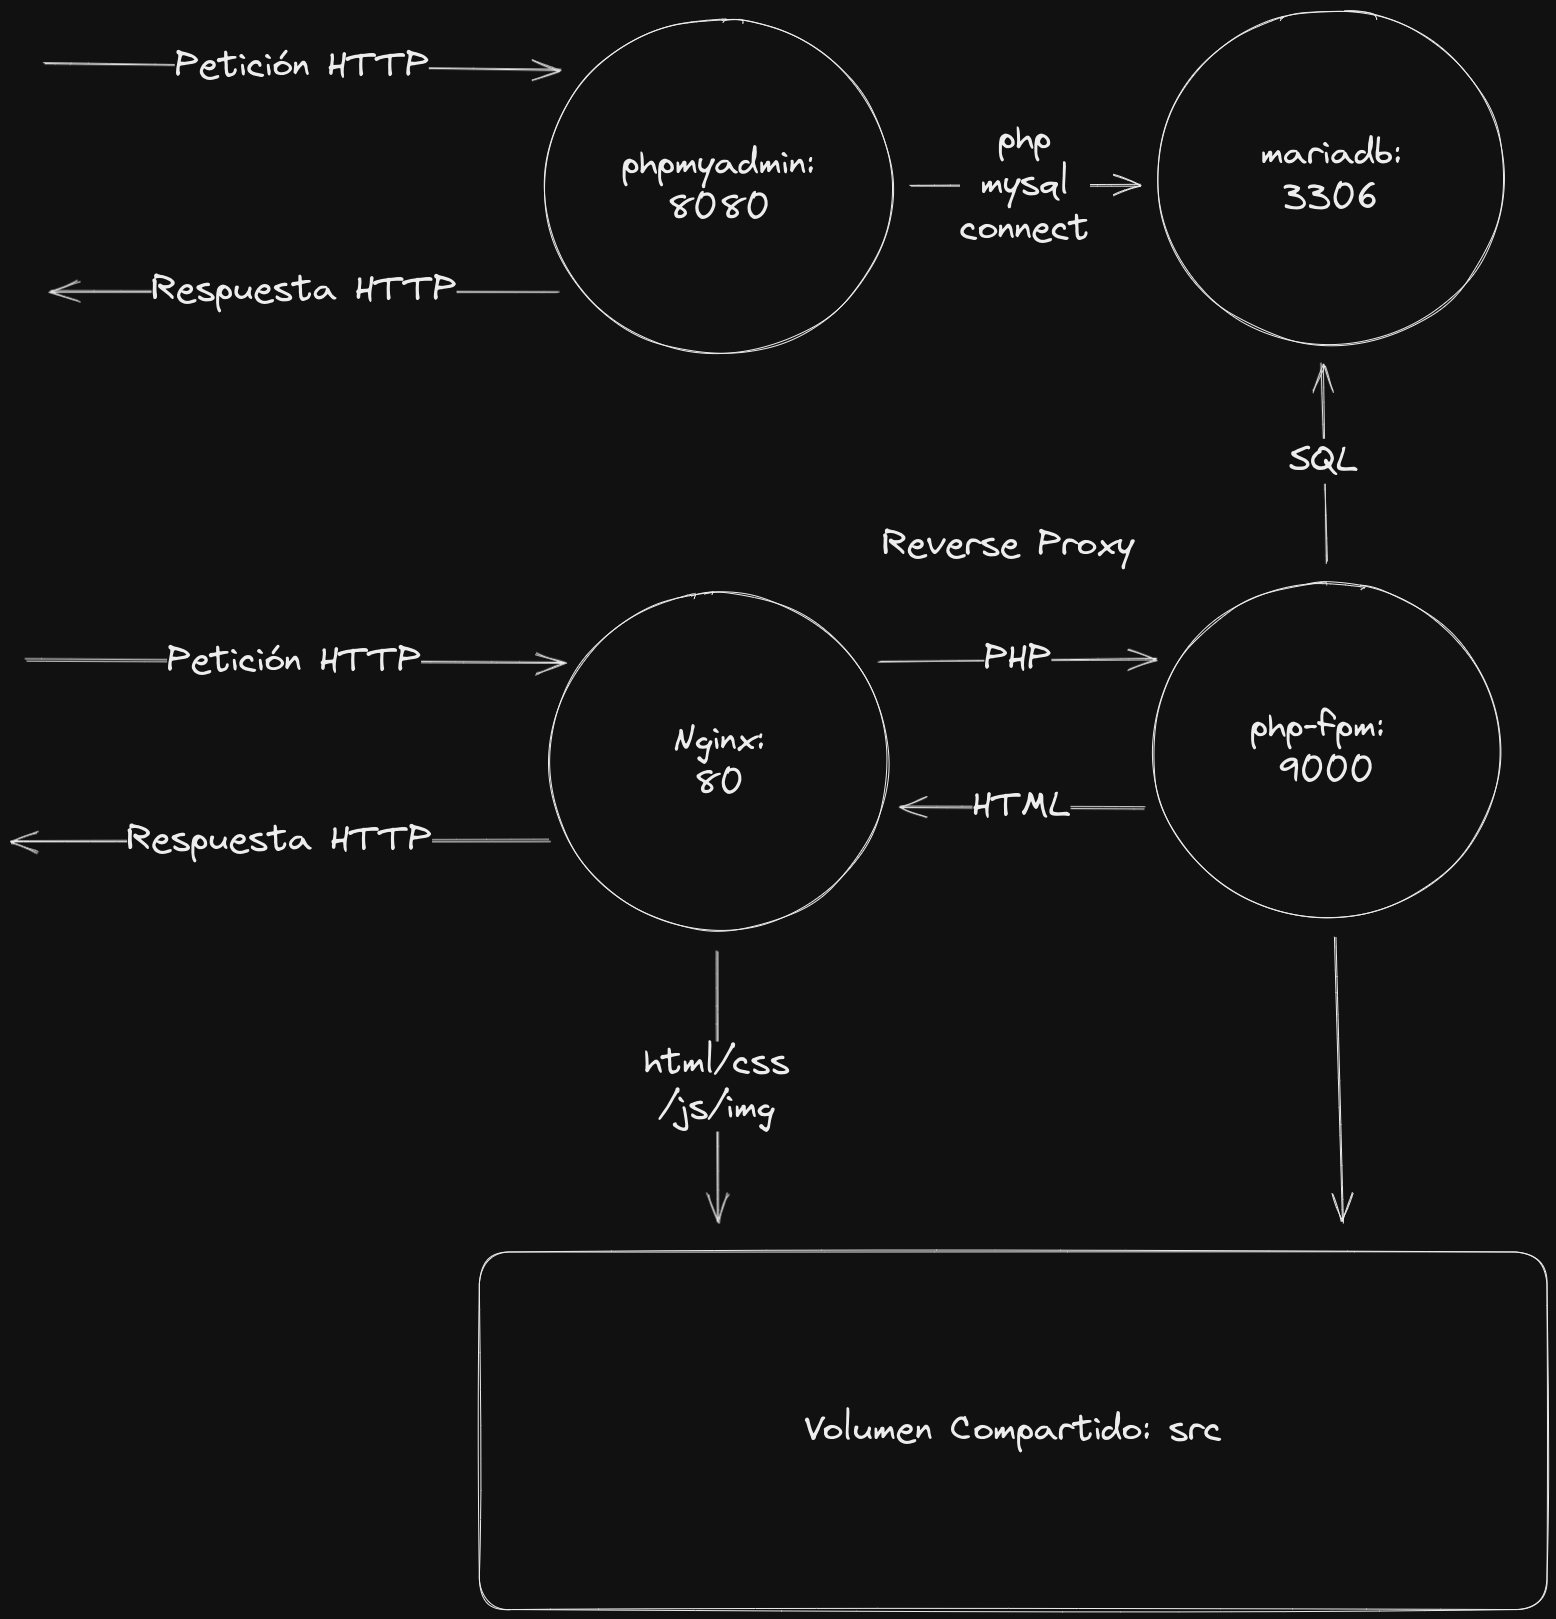 Petición HTTP
phpmyadmin:
8080
Respuesta HTTP
php
mysql
connect
mariadb:
3306
SQL
Reverse Proxy
Petición HTTP
Nginx:
80
Respuesta HTTP
PHP
HTML
php-fpm:
9000
html/css
/js/img
Volumen Compartido: src